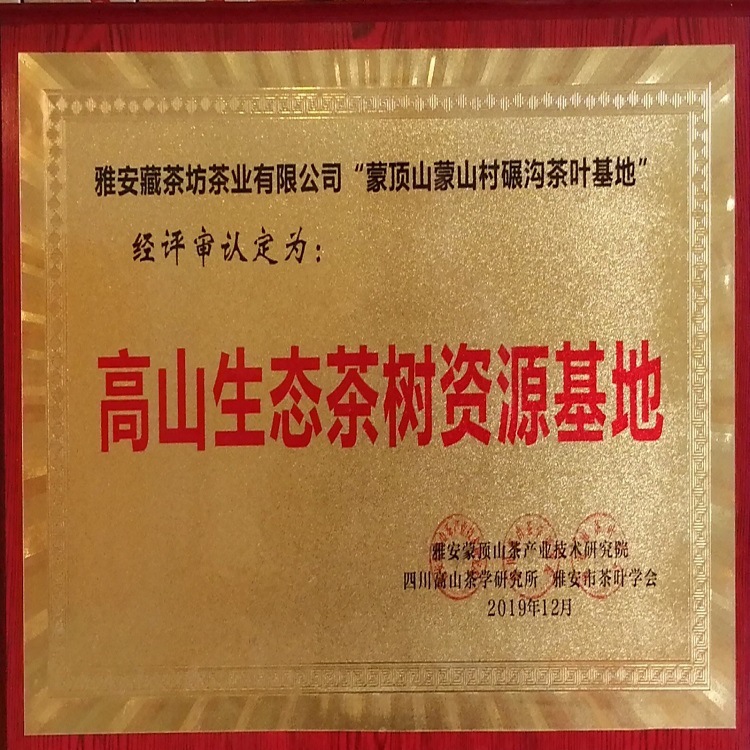 雅安藏茶坊茶业有限公司“蒙顶山蒙山村碾沟茶叶基地”
经评审认定为：
高山生态茶树资源基地
雅安蒙顶山茶产业技术研究院
四川高山茶学研究所 雅安市茶叶学会
2019年12月